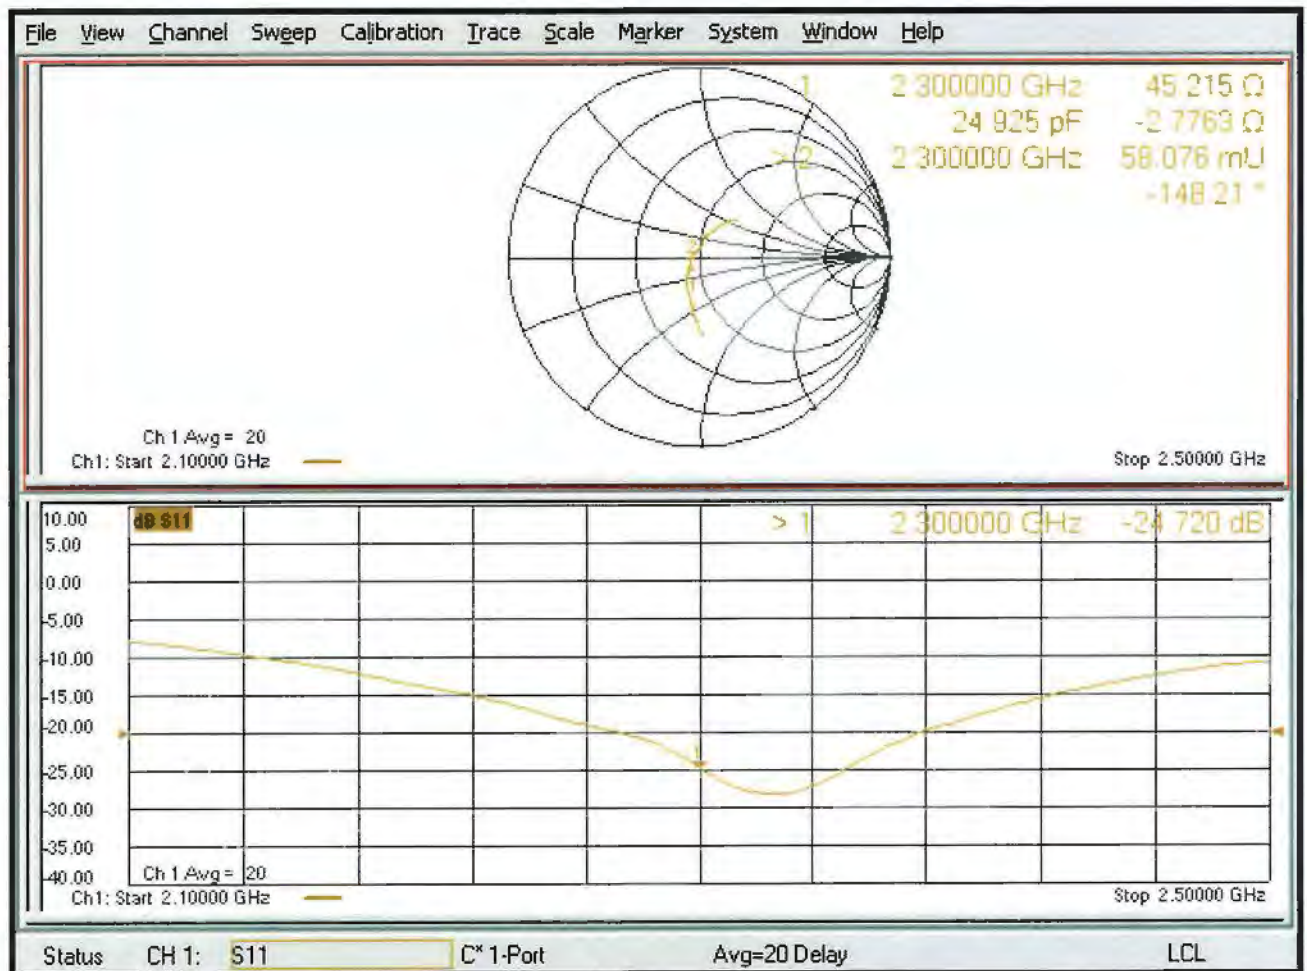 File View Channel Sweep Calibration Trace Scale Marker System Window Help
1 2.300000 GHz 45.215 Ω
24.925 pF -2.7763 Ω
> 2 2.300000 GHz 58.076 mU
-148.21 °
2
Ch 1 Avg = 20
Ch1: Start 2.10000 GHz
Stop 2.50000 GHz
10.00 dB S11
> 1 2.300000 GHz -24.720 dB
5.00
0.00
-5.00
-10.00
-15.00
-20.00
1
-25.00
-30.00
-35.00
-40.00
Ch 1 Avg = 20
Ch1: Start 2.10000 GHz
Stop 2.50000 GHz
Status CH 1: S11 C* 1-Port Avg=20 Delay LCL